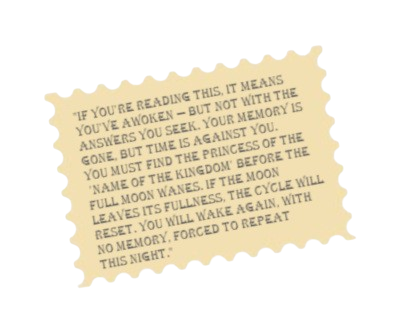 "IF YOU'RE READING THIS, IT MEANS
YOU'VE AWOKEN – BUT NOT WITH THE
ANSWERS YOU SEEK. YOUR MEMORY IS
GONE, BUT TIME IS AGAINST YOU.
YOU MUST FIND THE PRINCESS OF THE
'NAME OF THE KINGDOM' BEFORE THE
FULL MOON WANES. IF THE MOON
LEAVES ITS FULLNESS, THE CYCLE WILL
RESET. YOU WILL WAKE AGAIN, WITH
NO MEMORY, FORCED TO REPEAT
THIS NIGHT."